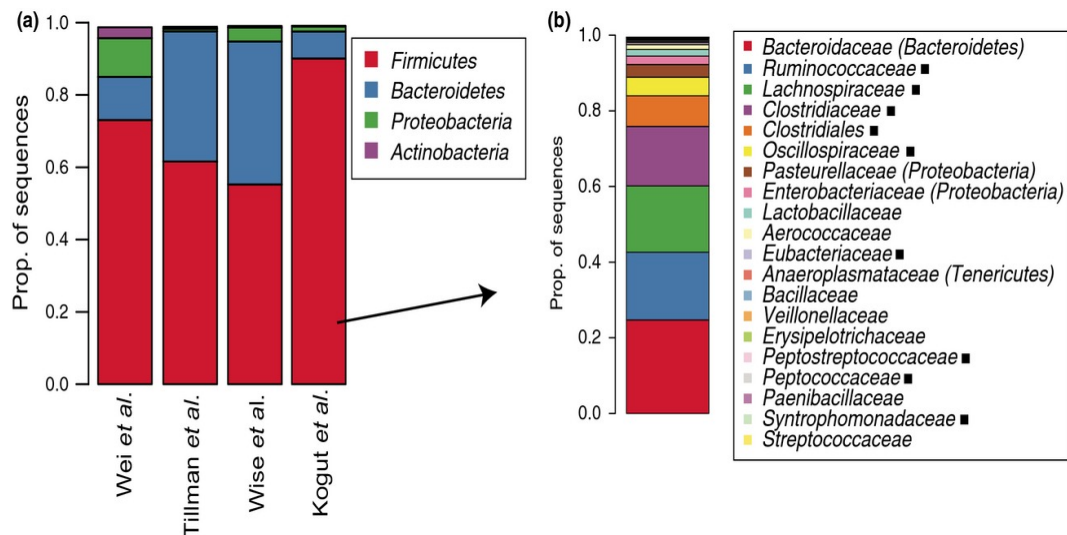 (a)
Prop. of sequences
1.0
0.8
0.6
0.4
0.2
0.0
Firmicutes
Bacteroidetes
Proteobacteria
Actinobacteria
Wei et al.
Tillman et al.
Wise et al.
Kogut et al.
(b)
Prop. of sequences
1.0
0.8
0.6
0.4
0.2
0.0
Bacteroidaceae (Bacteroidetes)
Ruminococcaceae ■
Lachnospiraceae ■
Clostridiaceae ■
Clostridiales ■
Oscillospiraceae ■
Pasteurellaceae (Proteobacteria)
Enterobacteriaceae (Proteobacteria)
Lactobacillaceae
Aerococcaceae
Eubacteriaceae ■
Anaeroplasmataceae (Tenericutes)
Bacillaceae
Veillonellaceae
Erysipelotrichaceae
Peptostreptococcaceae ■
Peptococcaceae ■
Paenibacillaceae
Syntrophomonadaceae ■
Streptococcaceae